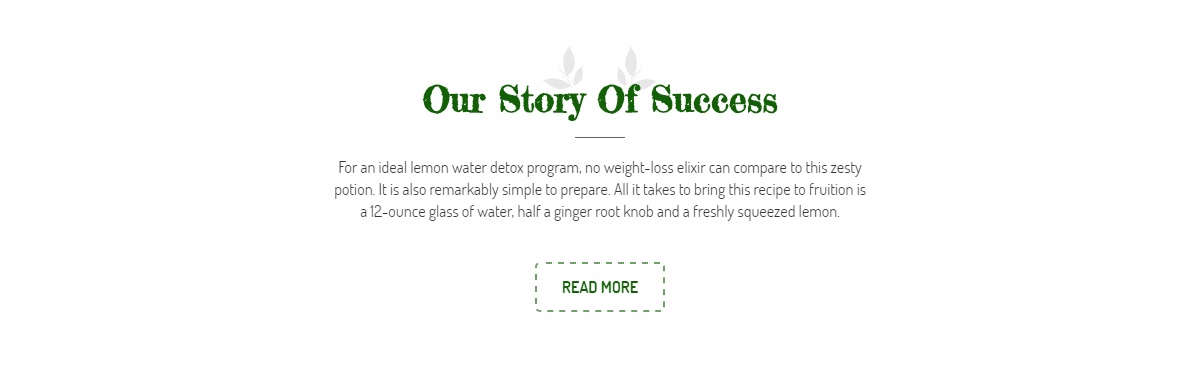 Our Story Of Success
For an ideal lemon water detox program, no weight-loss elixir can compare to this zesty
potion. It is also remarkably simple to prepare. All it takes to bring this recipe to fruition is
a 12-ounce glass of water, half a ginger root knob and a freshly squeezed lemon.
READ MORE